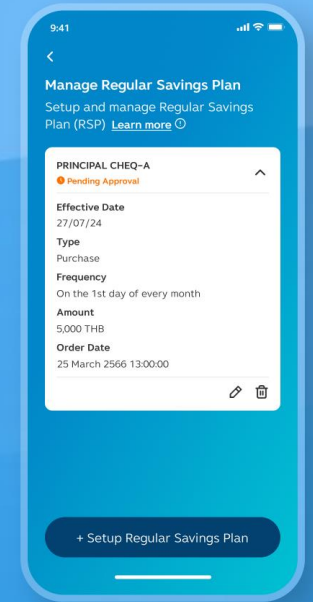 9:41
Manage Regular Savings Plan
Setup and manage Regular Savings
Plan (RSP) Learn more
PRINCIPAL CHEQ-A
Pending Approval
Effective Date
27/07/24
Type
Purchase
Frequency
On the 1st day of every month
Amount
5,000 THB
Order Date
25 March 2566 13:00:00
+ Setup Regular Savings Plan